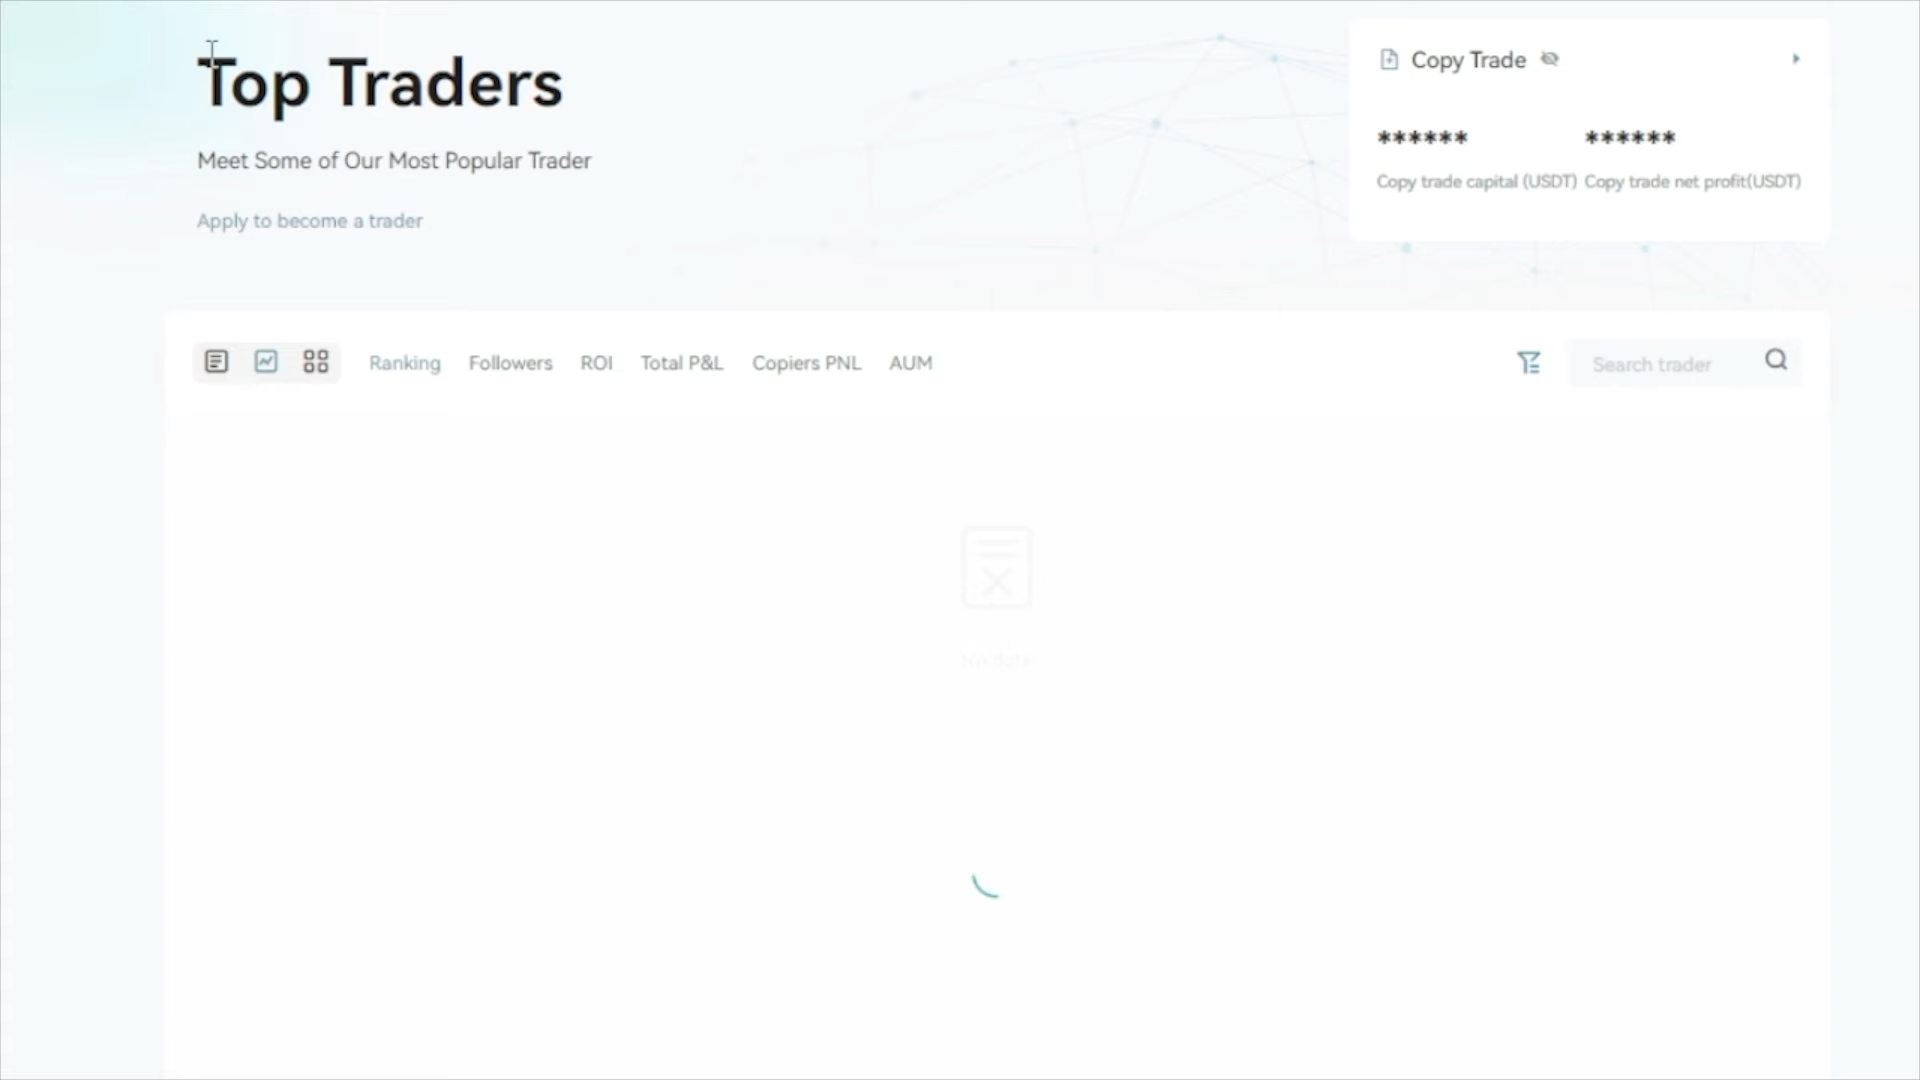 Top Traders
Meet Some of Our Most Popular Trader
Apply to become a trader
Copy Trade
****** ******
Copy trade capital (USDT) Copy trade net profit(USDT)
Ranking Followers ROI Total P&L Copiers PNL AUM
Search trader